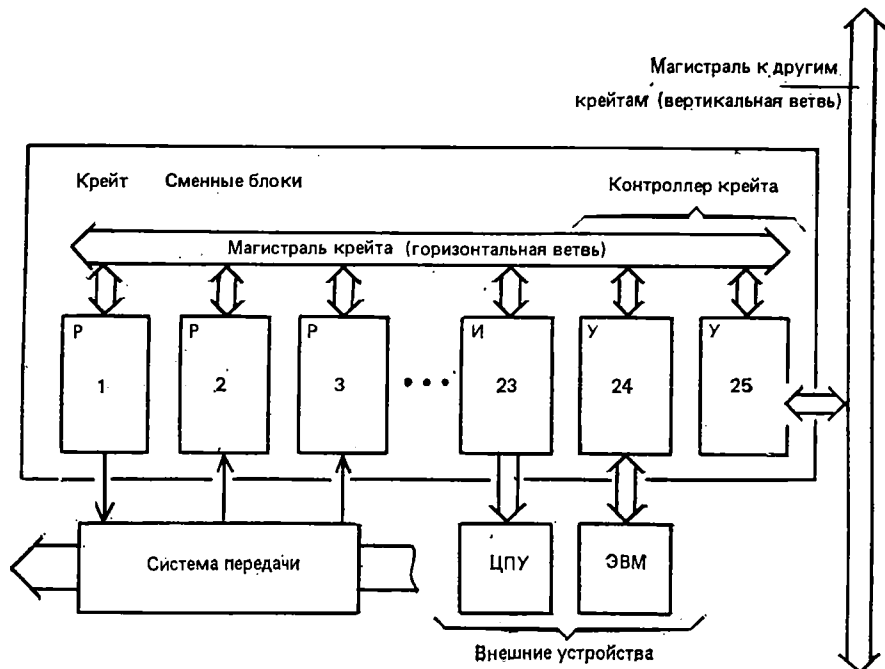 Магистраль к другим
крейтам (вертикальная ветвь)
Крейт Сменные блоки
Контроллер крейта
Магистраль крейта (горизонтальная ветвь)
Р Р Р И У У
1 2 3 ••• 23 24 25
Система передачи
ЦПУ ЭВМ
Внешние устройства